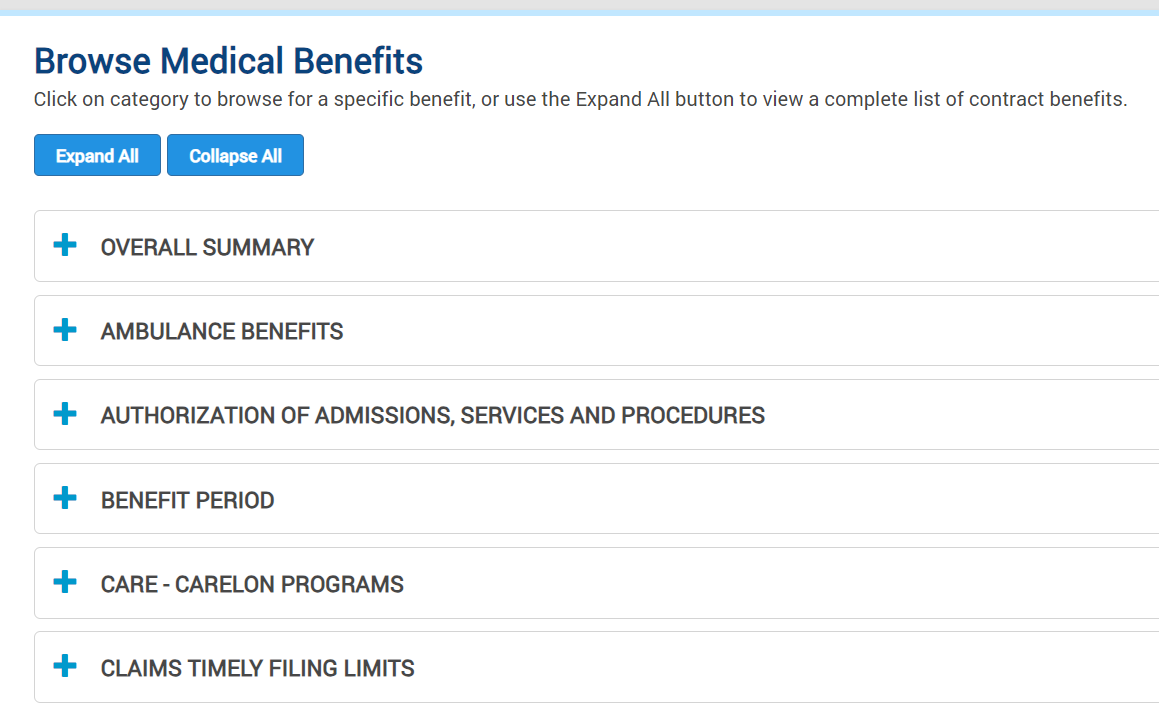 Browse Medical Benefits
Click on category to browse for a specific benefit, or use the Expand All button to view a complete list of contract benefits.
Expand All Collapse All
OVERALL SUMMARY
AMBULANCE BENEFITS
AUTHORIZATION OF ADMISSIONS, SERVICES AND PROCEDURES
BENEFIT PERIOD
CARE - CARELON PROGRAMS
CLAIMS TIMELY FILING LIMITS